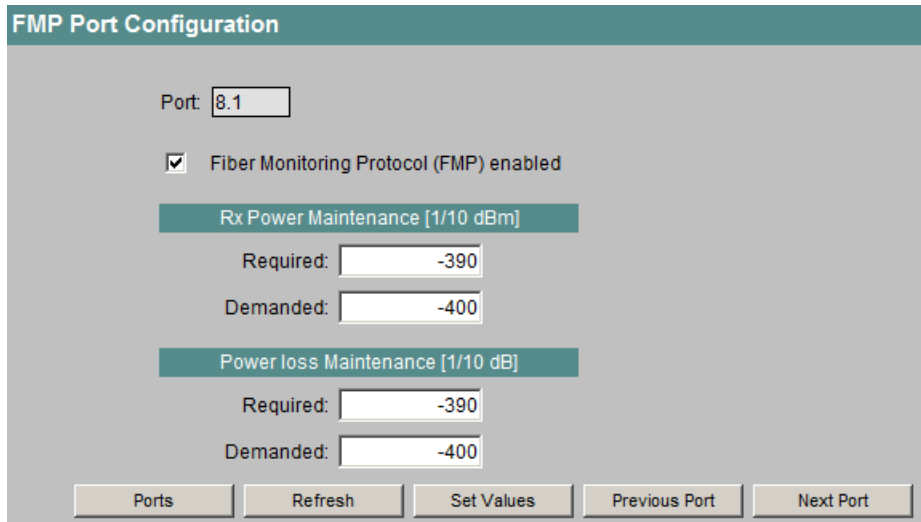 FMP Port Configuration
Port: 8.1
Fiber Monitoring Protocol (FMP) enabled
Rx Power Maintenance [1/10 dBm]
Required: -390
Demanded: -400
Power loss Maintenance [1/10 dB]
Required: -390
Demanded: -400
Ports Refresh Set Values Previous Port Next Port